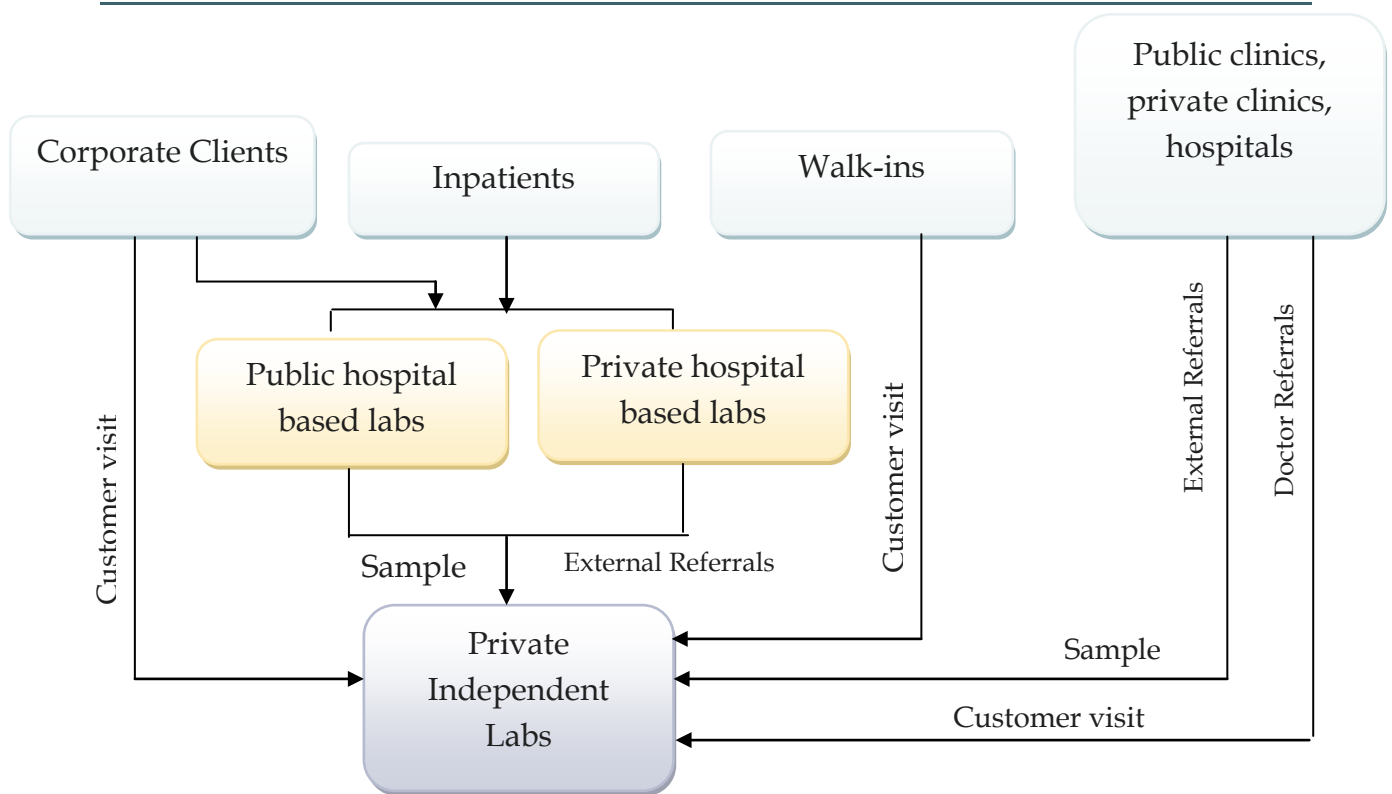 Public clinics,
private clinics,
hospitals
Corporate Clients
Inpatients
Walk-ins
Public hospital
based labs
Private hospital
based labs
Customer visit
Customer visit
External Referrals
Doctor Referrals
Sample
External Referrals
Private
Independent
Labs
Sample
Customer visit